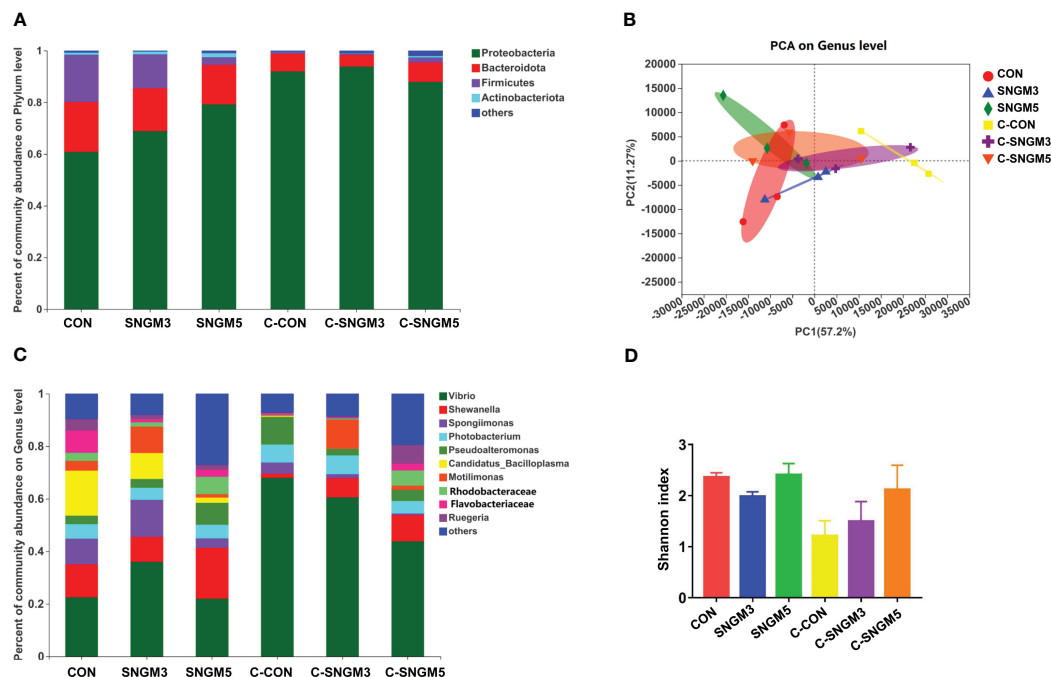 A
Percent of community abundance on Phylum level
1
0.8
0.6
0.4
0.2
0
CON
SNGM3
SNGM5
C-CON
C-SNGM3
C-SNGM5
Proteobacteria
Bacteroidota
Firmicutes
Actinobacteriota
others
B
PCA on Genus level
PC2(11.27%)
20000
15000
10000
5000
0
-5000
-10000
-15000
-20000
-25000
-30000
-25000
-20000
-15000
-10000
-5000
0
5000
10000
15000
20000
25000
30000
35000
PC1(57.2%)
CON
SNGM3
SNGM5
C-CON
C-SNGM3
C-SNGM5
C
Percent of community abundance on Genus level
1
0.8
0.6
0.4
0.2
0
CON
SNGM3
SNGM5
C-CON
C-SNGM3
C-SNGM5
Vibrio
Shewanella
Spongiimonas
Photobacterium
Pseudoalteromonas
Candidatus_Bacilloplasma
Motilimonas
Rhodobacteraceae
Flavobacteriaceae
Ruegeria
others
D
Shannon index
3
2
1
0
CON
SNGM3
SNGM5
C-CON
C-SNGM3
C-SNGM5